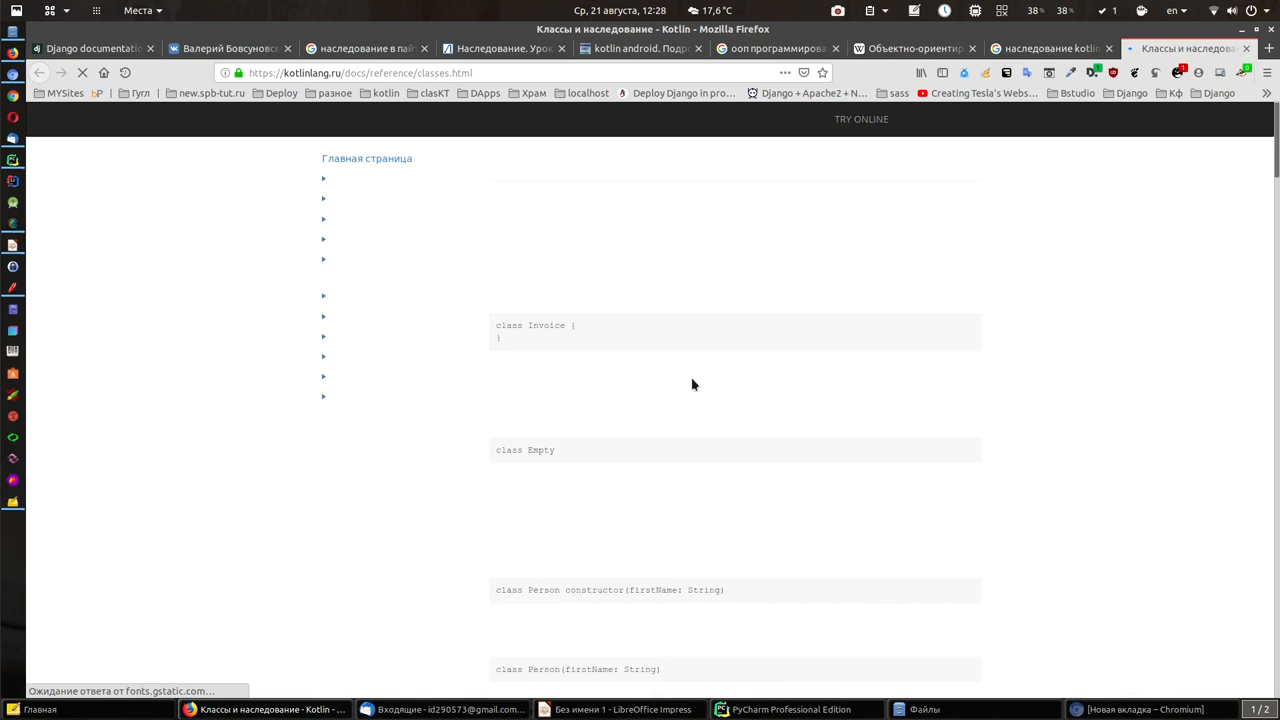 Места
Ср, 21 августа, 12:28
17,6°C
38 %
38%
1
en
Классы и наследование - Kotlin - Mozilla Firefox
Django documentatio
Валерий Бовсуновск
наследование в пайт
Наследование. Урок
kotlin android. Подро
ооп программирова
Объектно-ориентир
наследование kotlin
Классы и наследова
https://kotlinlang.ru/docs/reference/classes.html
MYSites
bP
Гугл
new.spb-tut.ru
Deploy
разное
kotlin
claskT
DApps
Храм
localhost
Deploy Django in pro…
Django + Apache2 + N…
sass
Creating Tesla's Webs…
Bstudio
Django
Кф
Django
TRY ONLINE
Главная страница
class Invoice {
}
class Empty
class Person constructor(firstName: String)
class Person(firstName: String)
Ожидание ответа от fonts.gstatic.com…
Главная
Классы и наследование - Kotlin - …
Входящие - id290573@gmail.com…
Без имени 1 - LibreOffice Impress
PyCharm Professional Edition
Файлы
[Новая вкладка – Chromium]
1 / 2